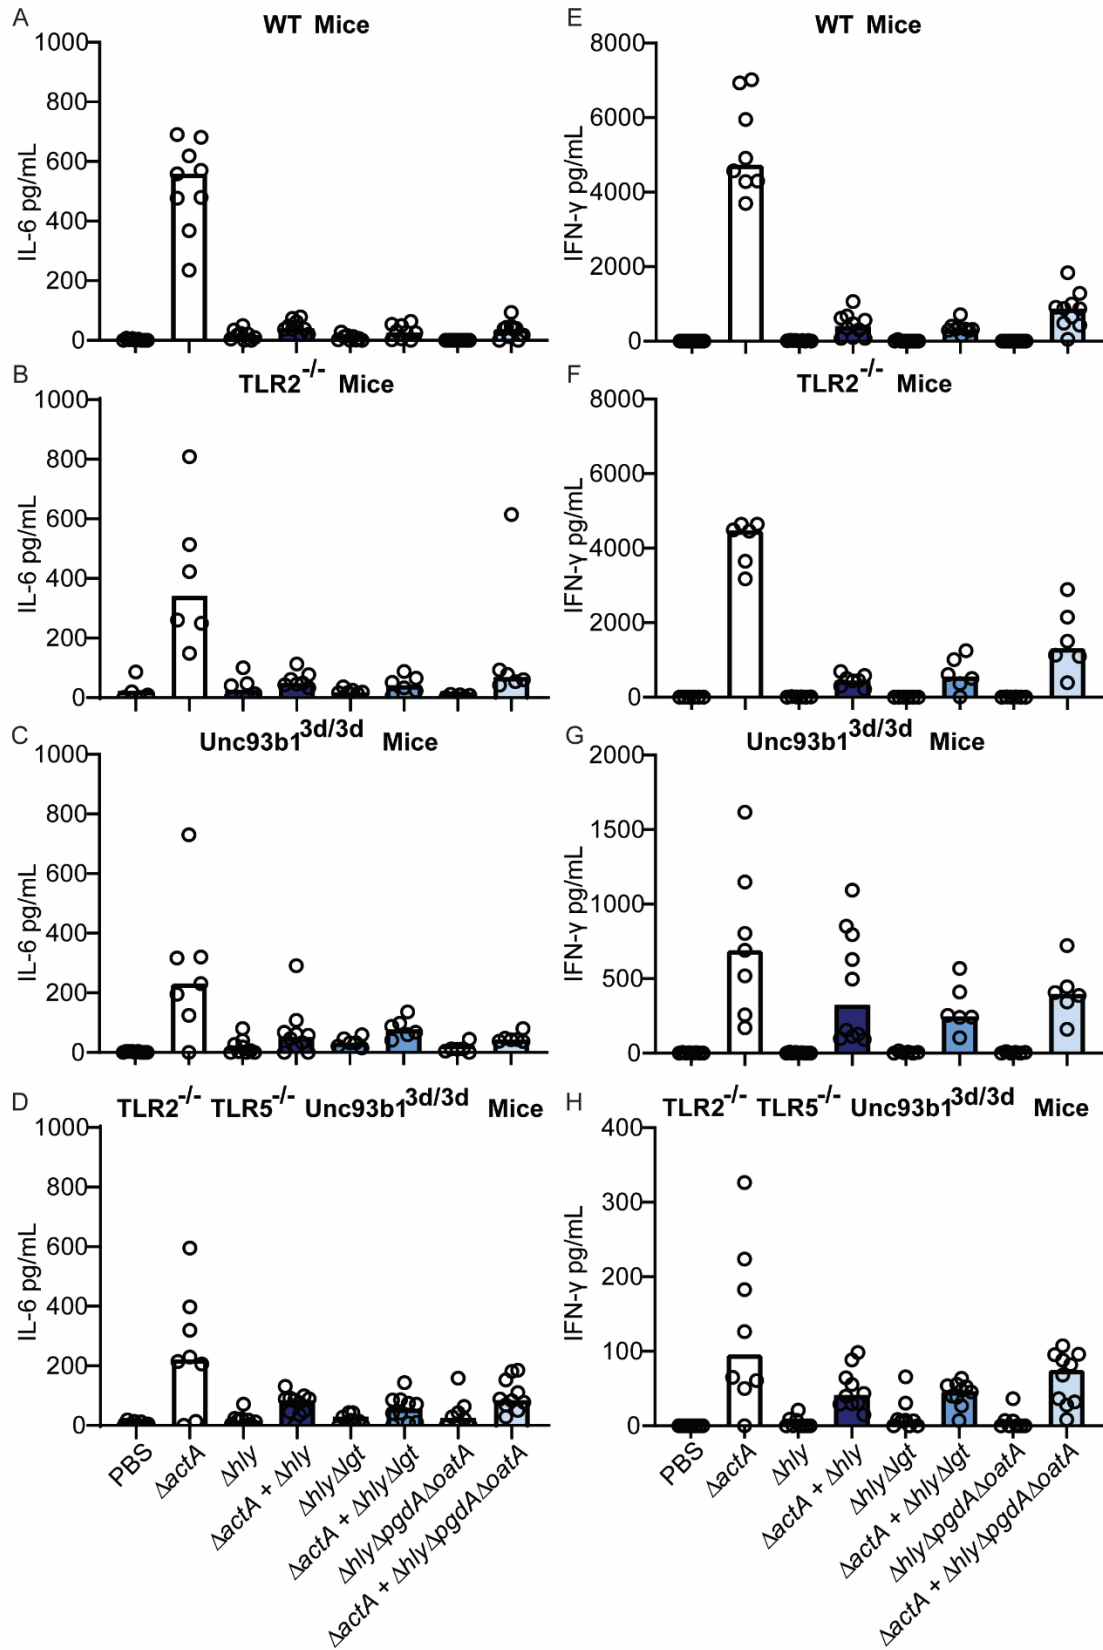 A
WT Mice
IL-6 pg/mL
1000
800
600
400
200
0
E
WT Mice
IFN-γ pg/mL
8000
6000
4000
2000
0
B
TLR2-/- Mice
IL-6 pg/mL
1000
800
600
400
200
0
F
TLR2-/- Mice
IFN-γ pg/mL
8000
6000
4000
2000
0
C
Unc93b13d/3d Mice
IL-6 pg/mL
1000
800
600
400
200
0
G
Unc93b13d/3d Mice
IFN-γ pg/mL
2000
1500
1000
500
0
D
TLR2-/- TLR5-/- Unc93b13d/3d Mice
IL-6 pg/mL
1000
800
600
400
200
0
PBS
ΔactA
Δhly
ΔactA + Δhly
ΔhlyΔlgt
ΔactA + ΔhlyΔlgt
ΔhlyΔpgdAΔoatA
ΔactA + ΔhlyΔpgdAΔoatA
H
TLR2-/- TLR5-/- Unc93b13d/3d Mice
IFN-γ pg/mL
400
300
200
100
0
PBS
ΔactA
Δhly
ΔactA + Δhly
ΔhlyΔlgt
ΔactA + ΔhlyΔlgt
ΔhlyΔpgdAΔoatA
ΔactA + ΔhlyΔpgdAΔoatA